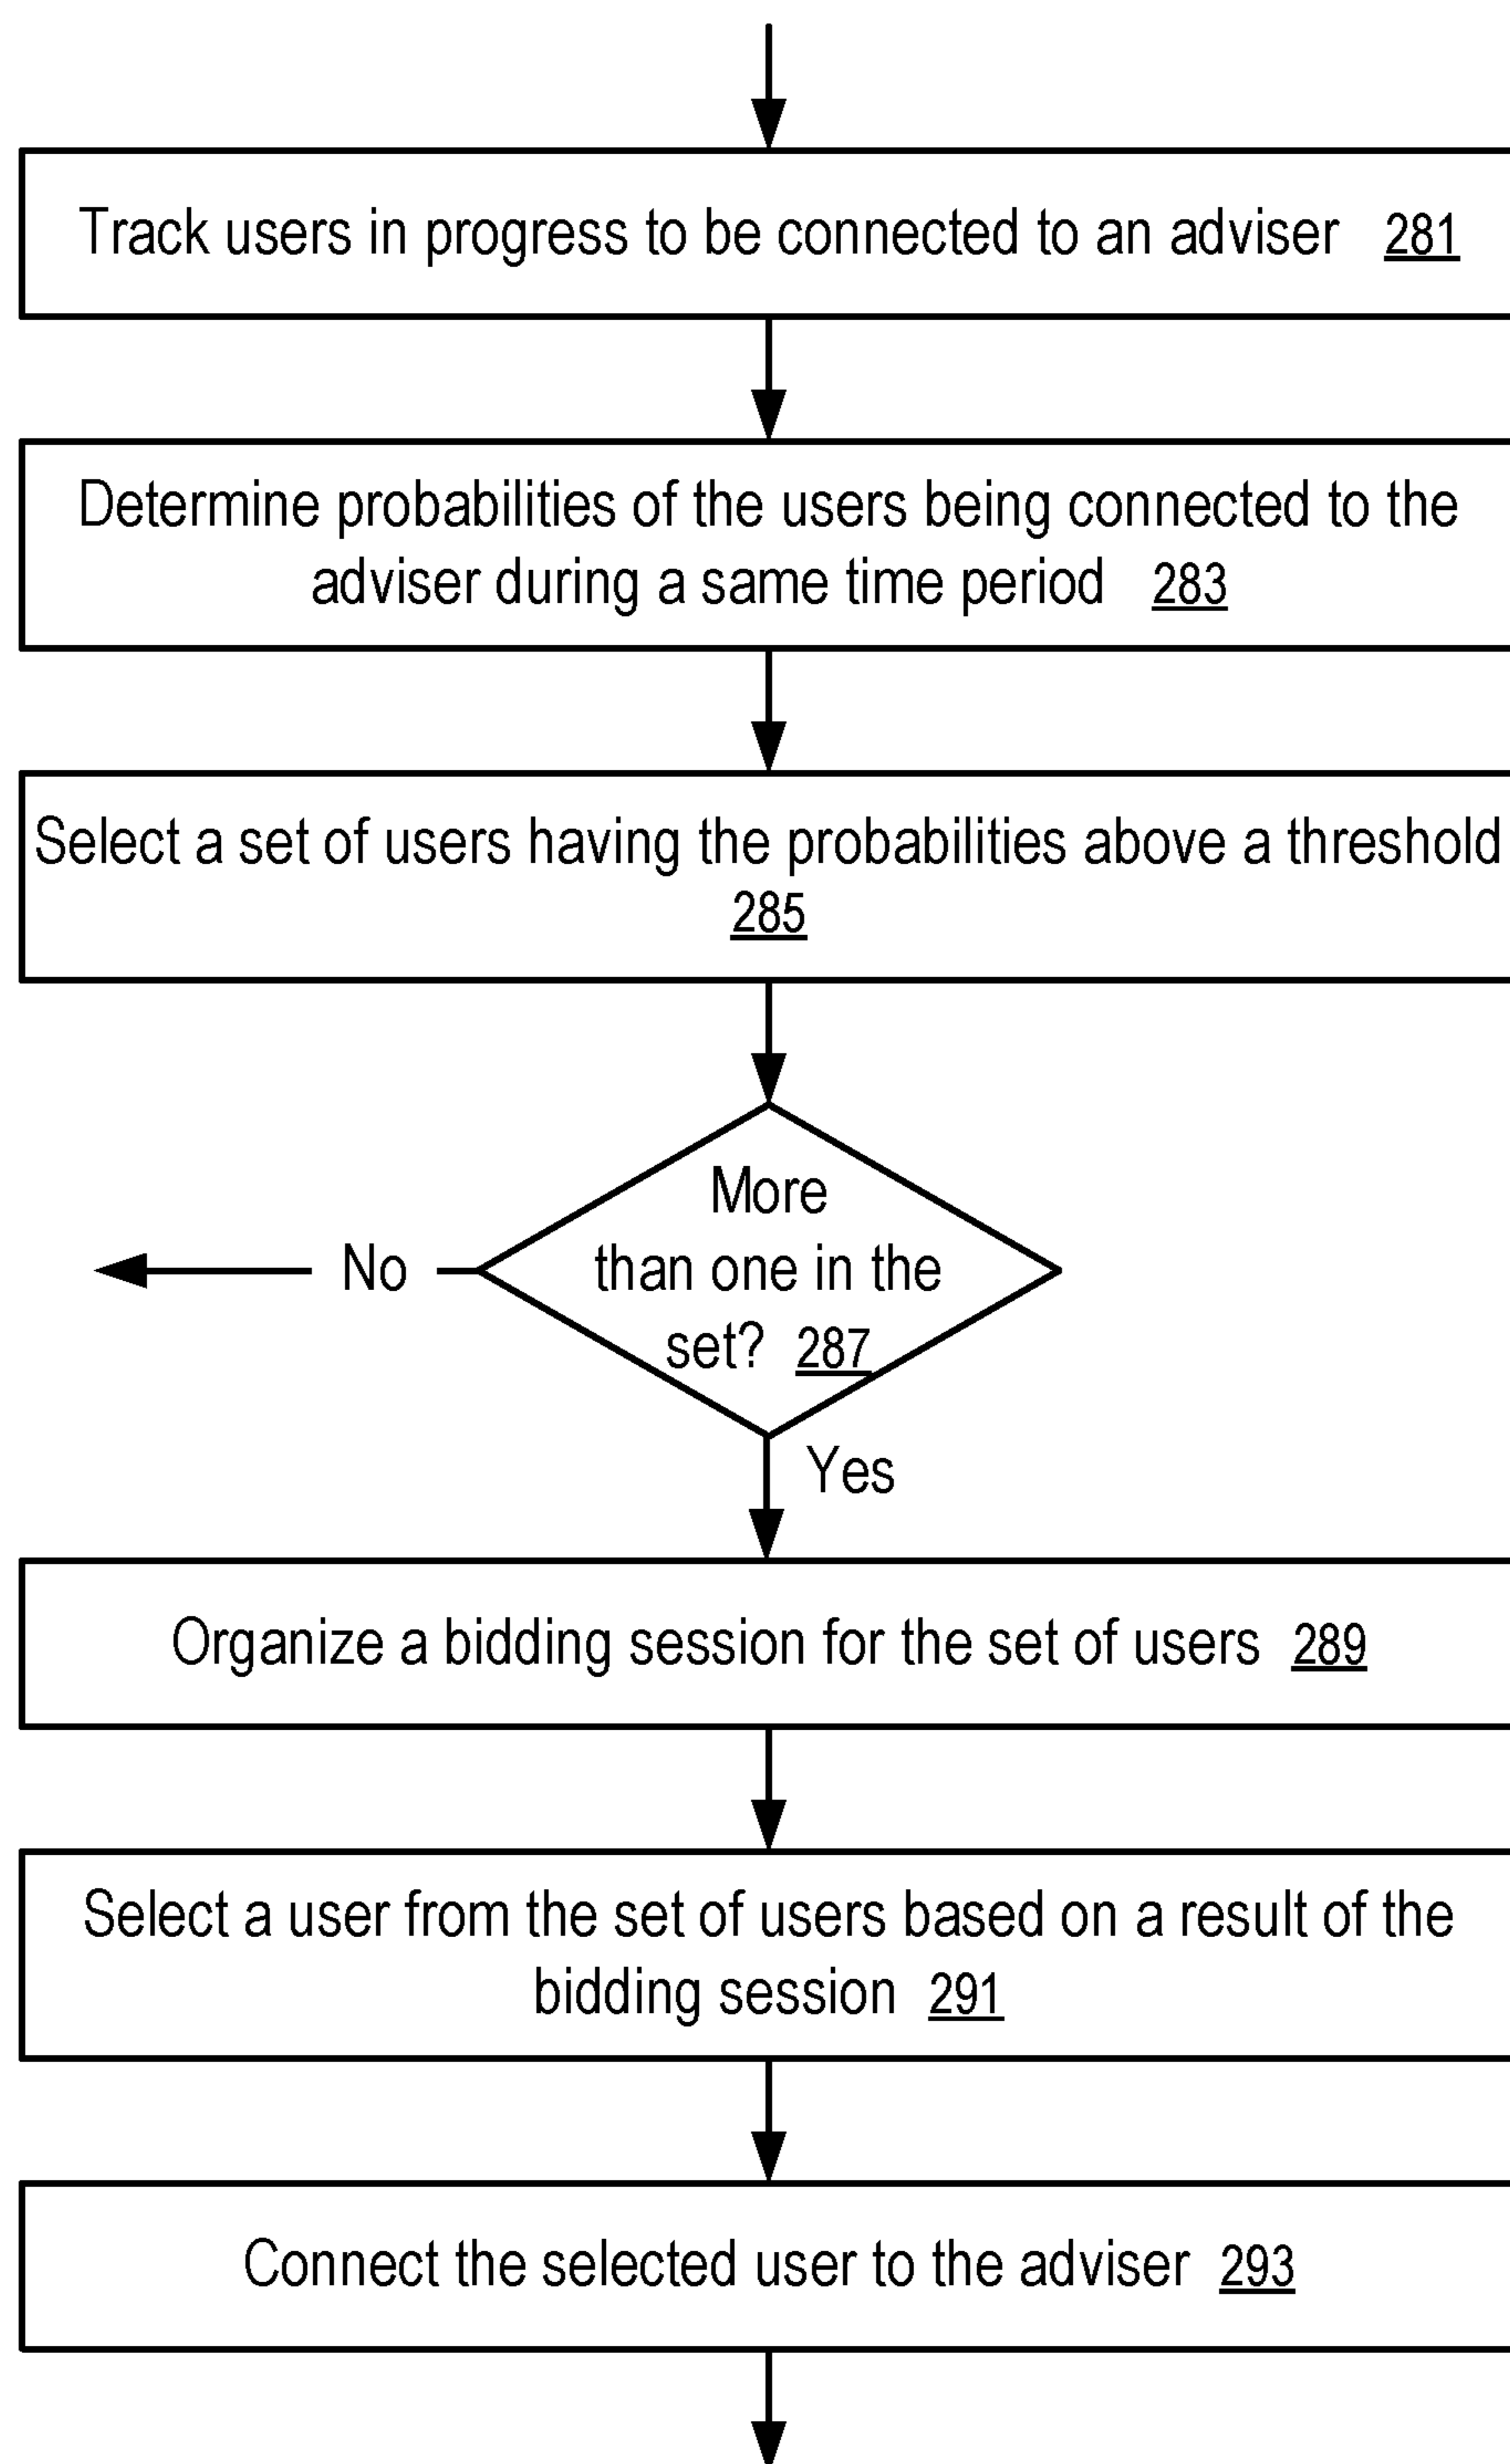 Track users in progress to be connected to an adviser 281
Determine probabilities of the users being connected to the
adviser during a same time period 283
Select a set of users having the probabilities above a threshold
285
More
than one in the
set? 287
No
Yes
Organize a bidding session for the set of users 289
Select a user from the set of users based on a result of the
bidding session 291
Connect the selected user to the adviser 293